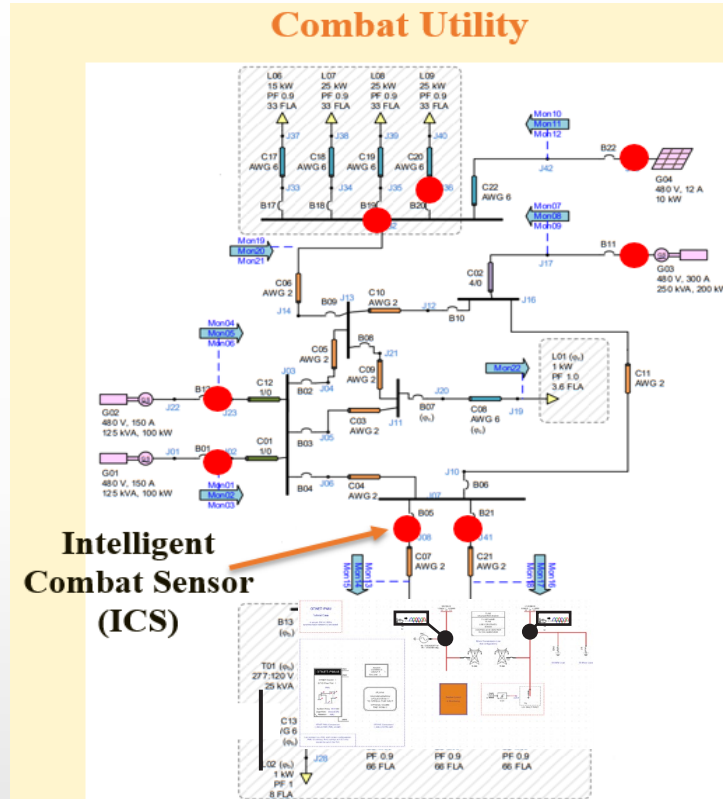 Combat Utility
L06
15 kW
PF 0.9
33 FLA
L07
25 kW
PF 0.9
33 FLA
L08
25 kW
PF 0.9
33 FLA
L09
25 kW
PF 0.9
33 FLA
J37
J38
J39
J40
C17
AWG 6
C18
AWG 6
C19
AWG 6
C20
AWG 6
J33
J34
J35
B17
B18
B19
B20
C22
AWG 6
Mon10
Mon11
Mon12
J42
B22
G04
480 V, 12 A
10 kW
Mon07
Mon08
Mon09
J17
B11
G03
480 V, 300 A
250 kVA, 200 kW
Mon19
Mon20
Mon21
C06
AWG 2
J14
B09
J13
C10
AWG 2
J12
B10
C02
4/0
J16
Mon04
Mon05
Mon06
C05
AWG 2
B08
J21
J03
B02
J04
C09
AWG 2
L01 (φₐ)
1 kW
PF 1.0
3.6 FLA
Mon22
C11
AWG 2
G02
480 V, 150 A
125 kVA, 100 kW
J22
J23
C12
1/0
B03
J05
C03
AWG 2
J11
B07
J20
C08
AWG 6
J19
G01
480 V, 150 A
125 kVA, 100 kW
J01
B01
J02
C01
1/0
Mon01
Mon02
Mon03
B04
J06
C04
AWG 2
J10
B06
J07
B05
B21
J08
J41
C07
AWG 2
C21
AWG 2
Intelligent
Combat Sensor
(ICS)
Mon13
Mon14
Mon15
Mon16
Mon18
B13
T01
277:120 V
25 kVA
C13
J28
L02
1 kW
PF 1
8 FLA
PF 0.9
66 FLA
PF 0.9
66 FLA
PF 0.9
66 FLA